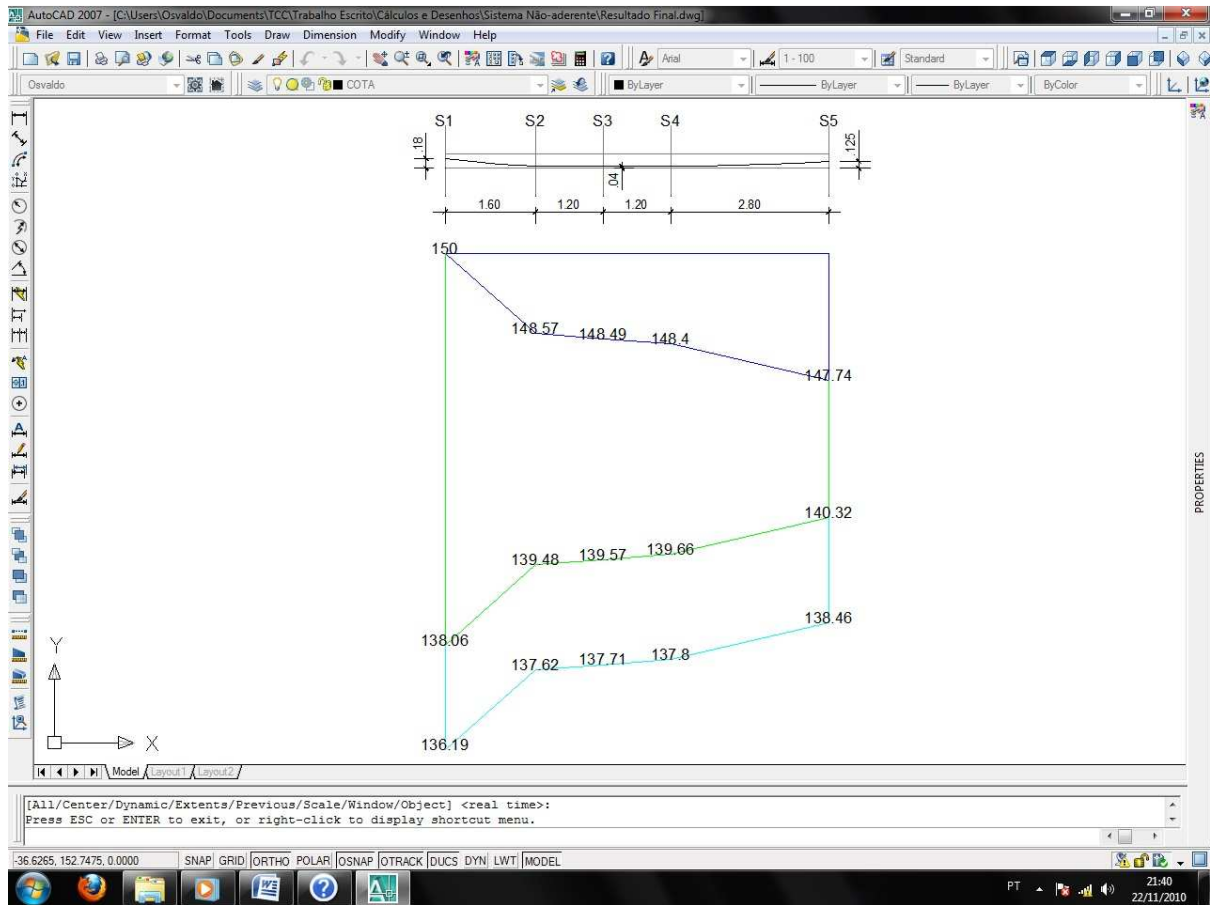 AutoCAD 2007 - [C:\Users\Osvaldo\Documents\TCC\Trabalho Escrito\Cálculos e Desenhos\Sistema Não-aderente\Resultado Final.dwg]
File Edit View Insert Format Tools Draw Dimension Modify Window Help
Arial 1 - 100 Standard
Osvaldo COTA ByLayer ByLayer ByLayer ByColor
S1 S2 S3 S4 S5
.18 .04 .125
1.60 1.20 1.20 2.80
150
148.57 148.49 148.4
147.74
140.32
139.48 139.57 139.66
138.46
138.06
137.62 137.71 137.8
136.19
Y
X
PROPERTIES
Model Layout1 Layout2
[All/Center/Dynamic/Extents/Previous/Scale/Window/Object] <real time>:
Press ESC or ENTER to exit, or right-click to display shortcut menu.
-36.6265, 152.7475, 0.0000 SNAP GRID ORTHO POLAR OSNAP OTRACK DUCS DYN LWT MODEL
PT 21:40
22/11/2010